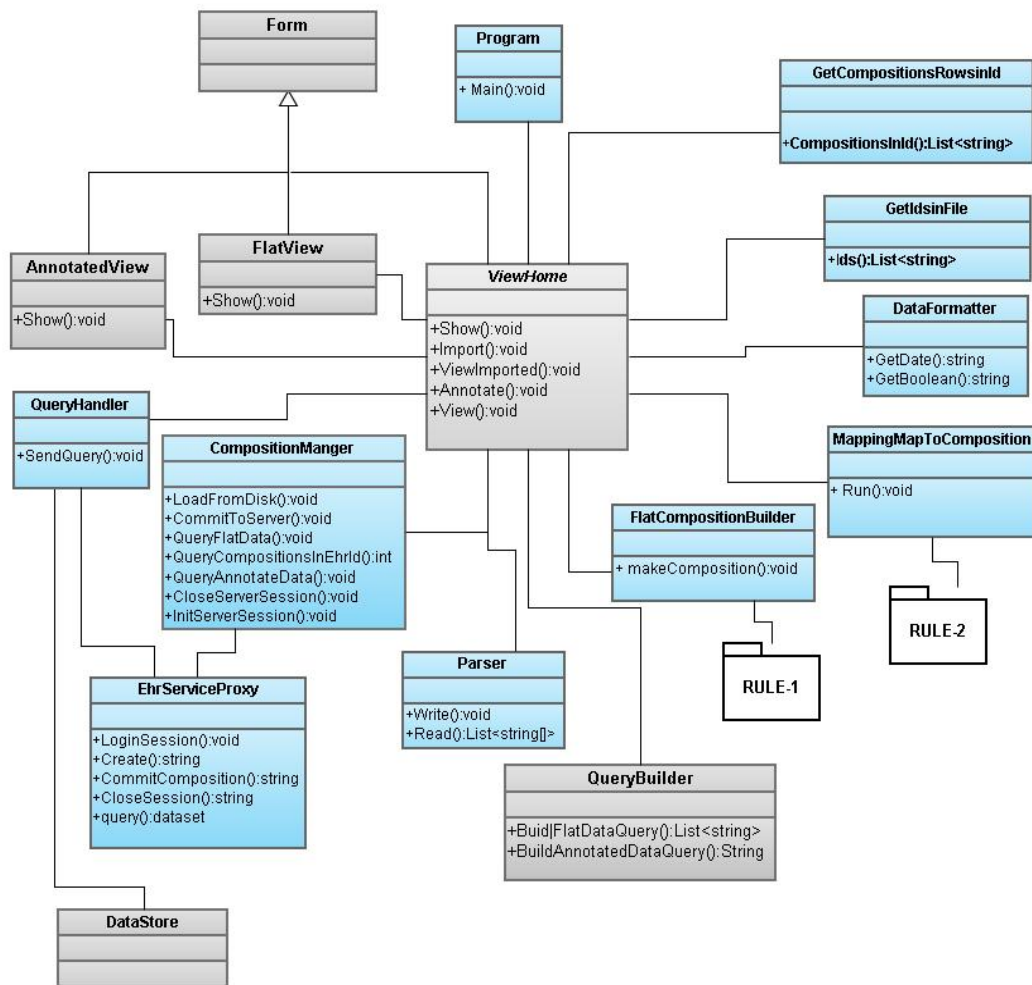 Form
Program
+ Main():void
GetCompositionsRowsinId
+CompositionsInId():List<string>
GetIdsinFile
+Ids():List<string>
AnnotatedView
+Show():void
FlatView
+Show():void
ViewHome
+Show():void
+Import():void
+ViewImported():void
+Annotate():void
+View():void
DataFormatter
+GetDate():string
+GetBoolean():string
QueryHandler
+SendQuery():void
CompositionManger
+LoadFromDisk():void
+CommitToServer():void
+QueryFlatData():void
+QueryCompositionsInEhrId():int
+QueryAnnotateData():void
+CloseServerSession():void
+InitServerSession():void
MappingMapToComposition
+ Run():void
FlatCompositionBuilder
+ makeComposition():void
RULE-1
RULE-2
Parser
+Write():void
+Read():List<string[]>
EhrServiceProxy
+LoginSession():void
+Create():string
+CommitComposition():string
+CloseSession():string
+query():dataset
QueryBuilder
+Buid|FlatDataQuery():List<string>
+BuildAnnotatedDataQuery():String
DataStore